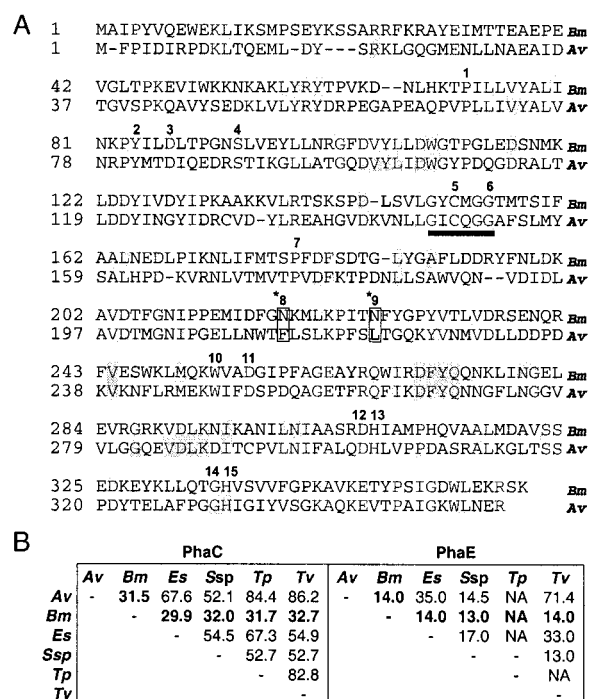 A
1 MAIPYVQEWEKLIKSMPSEYKSSARRFKRAYEIMTTEAEPE Bm
1 M-FPIDIRPDKLTQEML-DY---SRKLGQGMENLLNAEAID Av
1
42 VGLTPKEVIWKKNKAKLYRYTPVKD--NLHKTPILLVYALI Bm
37 TGVSPKQAVYSEDKLVLYRYDRPEGAPEAQPVPLLIVYALV Av
2 3 4
81 NKPYILDLTPGNSLVEYLLNRGFDVYLLDWGTPGLEDSNMK Bm
78 NRPYMTDIQEDRSTIKGLLATGQDVYLIDWGYPDQGDRALT Av
5 6
122 LDDYIVDYIPKAAKKVLRTSKSPD-LSVLGYCMGGTMTSIF Bm
119 LDDYINGYIDRCVD-YLREAHGVDKVNLLGICQGGAFSLMY Av
7
162 AALNEDLPIKNLIFMTSPFDFSDTG-LYGAFLDDRYFNLDK Bm
159 SALHPD-KVRNLVTMVTPVDFKTPDNLLSAWVQN--VDIDL Av
*8 *9
202 AVDTFGNIPPEMIDFGNKMLKPITNFYGPYVTLVDRSENQR Bm
197 AVDTMGNIPGELLNWTFLSLKPFSLTGQKYVNMVDLLDDPD Av
10 11
243 FVESWKLMQKWVADGIPFAGEAYRQWIRDFYQQNKLINGEL Bm
238 KVKNFLRMEKWIFDSPDQAGETFRQFIKDFYQNNGFLNGGV Av
12 13
284 EVRGRKVDLKNIKANILNIAASRDHIAMPHQVAALMDAVSS Bm
279 VLGGQEVDLKDITCPVLNIFALQDHLVPPDASRALKGLTSS Av
14 15
325 EDKEYKLLQTGHVSVVFGPKAVKETYPSIGDWLEKRSK Bm
320 PDYTELAFPGGHIGIYVSGKAQKEVTPAIGKWLNER Av
B
PhaC PhaE
Av Bm Es Ssp Tp Tv Av Bm Es Ssp Tp Tv
Av - 31.5 67.6 52.1 84.4 86.2 - 14.0 35.0 14.5 NA 71.4
Bm - 29.9 32.0 31.7 32.7 - 14.0 13.0 NA 14.0
Es - 54.5 67.3 54.9 - 17.0 NA 33.0
Ssp - 52.7 52.7 - - 13.0
Tp - 82.8 - NA
Tv - -